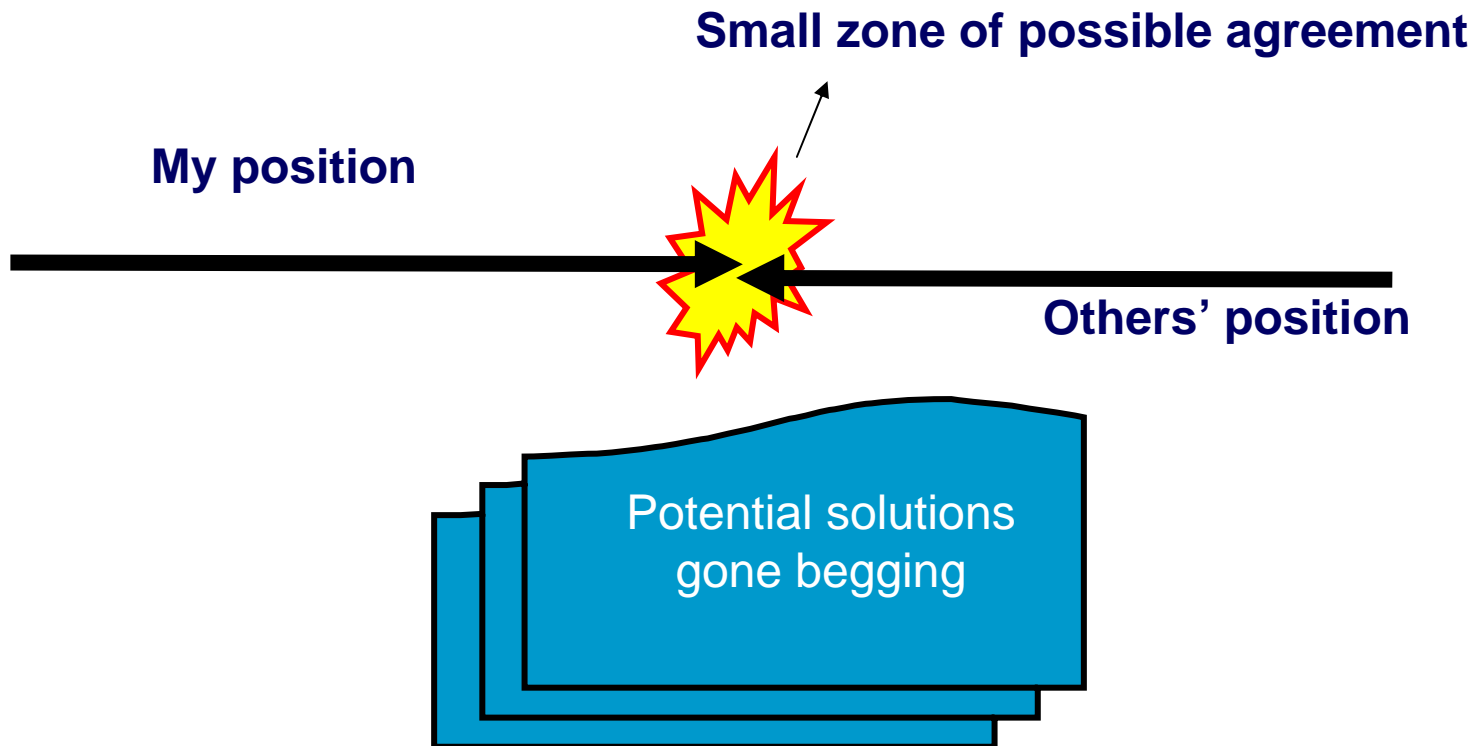 Small zone of possible agreement
My position
Others’ position
Potential solutions
gone begging